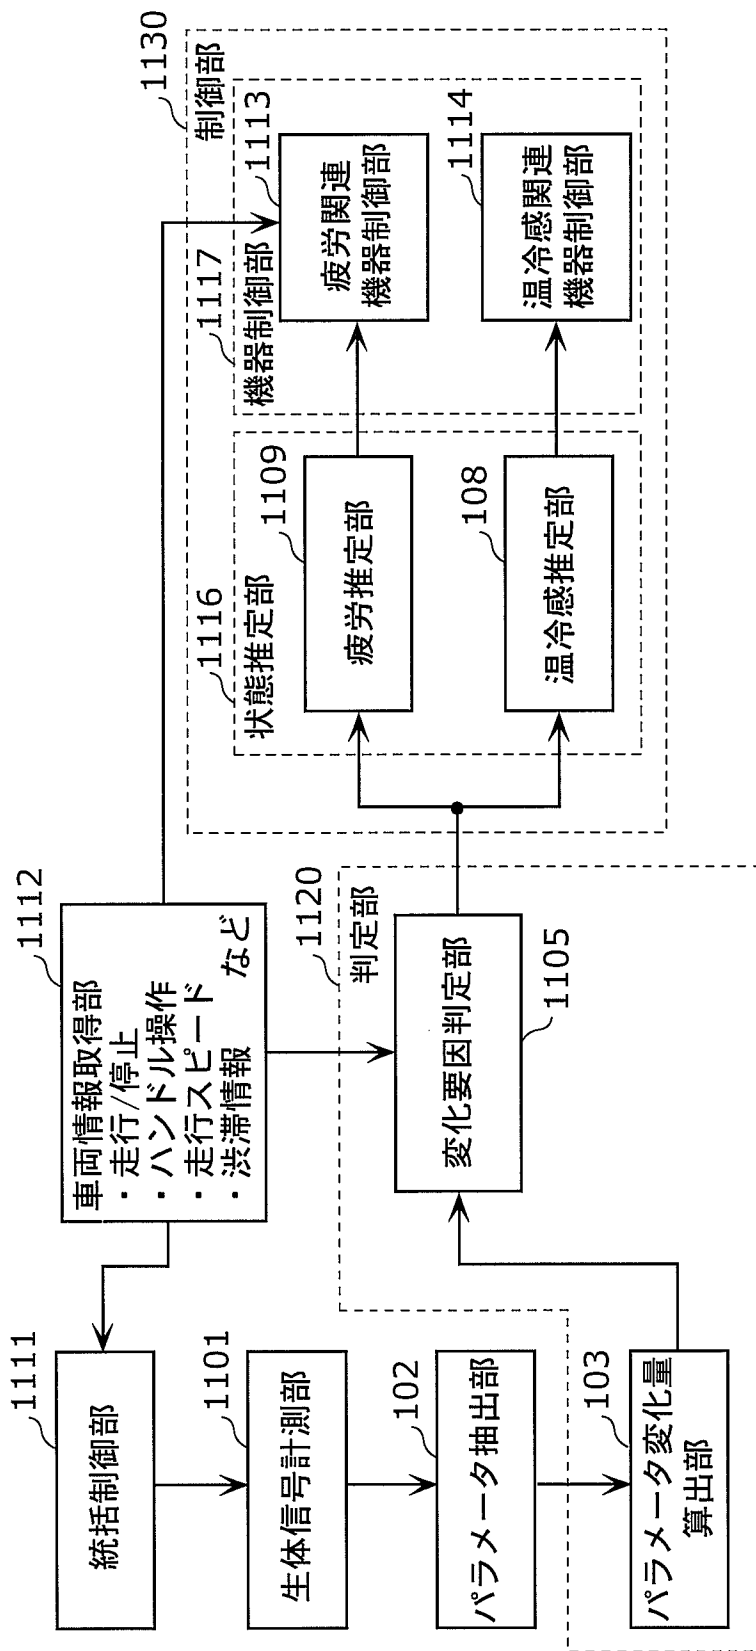 1111
統括制御部
1101
生体信号計測部
102
パラメータ抽出部
103
パラメータ変化量
算出部
1112
車両情報取得部
・走行/停止
・ハンドル操作
・走行スピード
・渋滞情報 など
1120
判定部
変化要因判定部
1105
1130
制御部
1116
状態推定部
1109
疲労推定部
108
温冷感推定部
1117
機器制御部
1113
疲労関連
機器制御部
1114
温冷感関連
機器制御部